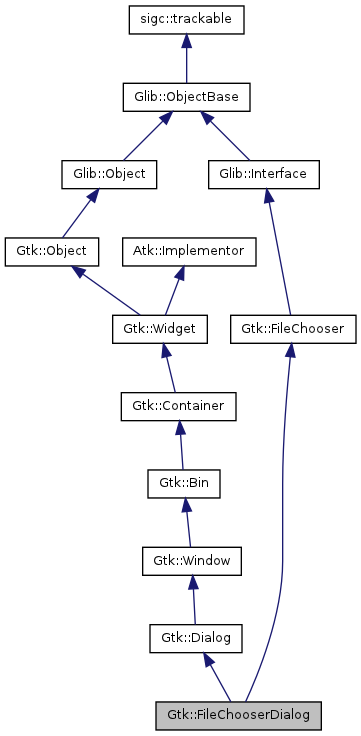 sigc::trackable
Glib::ObjectBase
Glib::Object
Glib::Interface
Gtk::Object
Atk::Implementor
Gtk::Widget
Gtk::FileChooser
Gtk::Container
Gtk::Bin
Gtk::Window
Gtk::Dialog
Gtk::FileChooserDialog